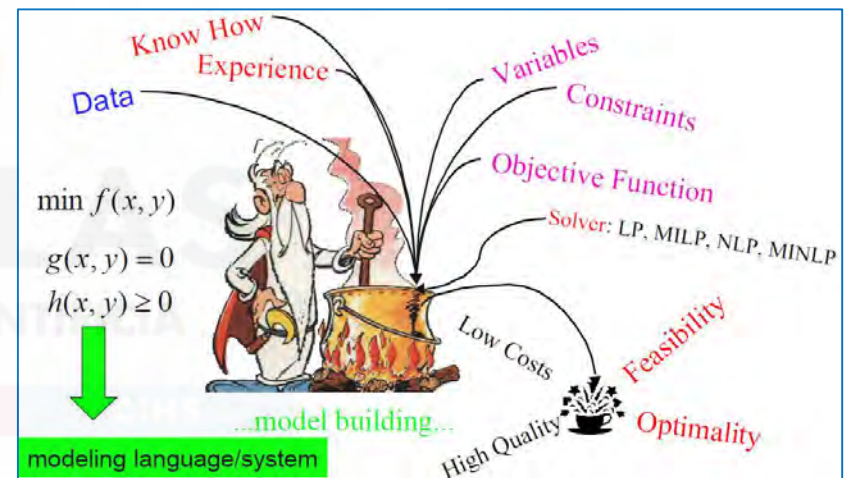 Know How
Experience
Data
Variables
Constraints
Objective Function
Solver: LP, MILP, NLP, MINLP
min f(x, y)
g(x, y) = 0
h(x, y) ≥ 0
Low Costs
Feasibility
High Quality
Optimality
...model building...
modeling language/system